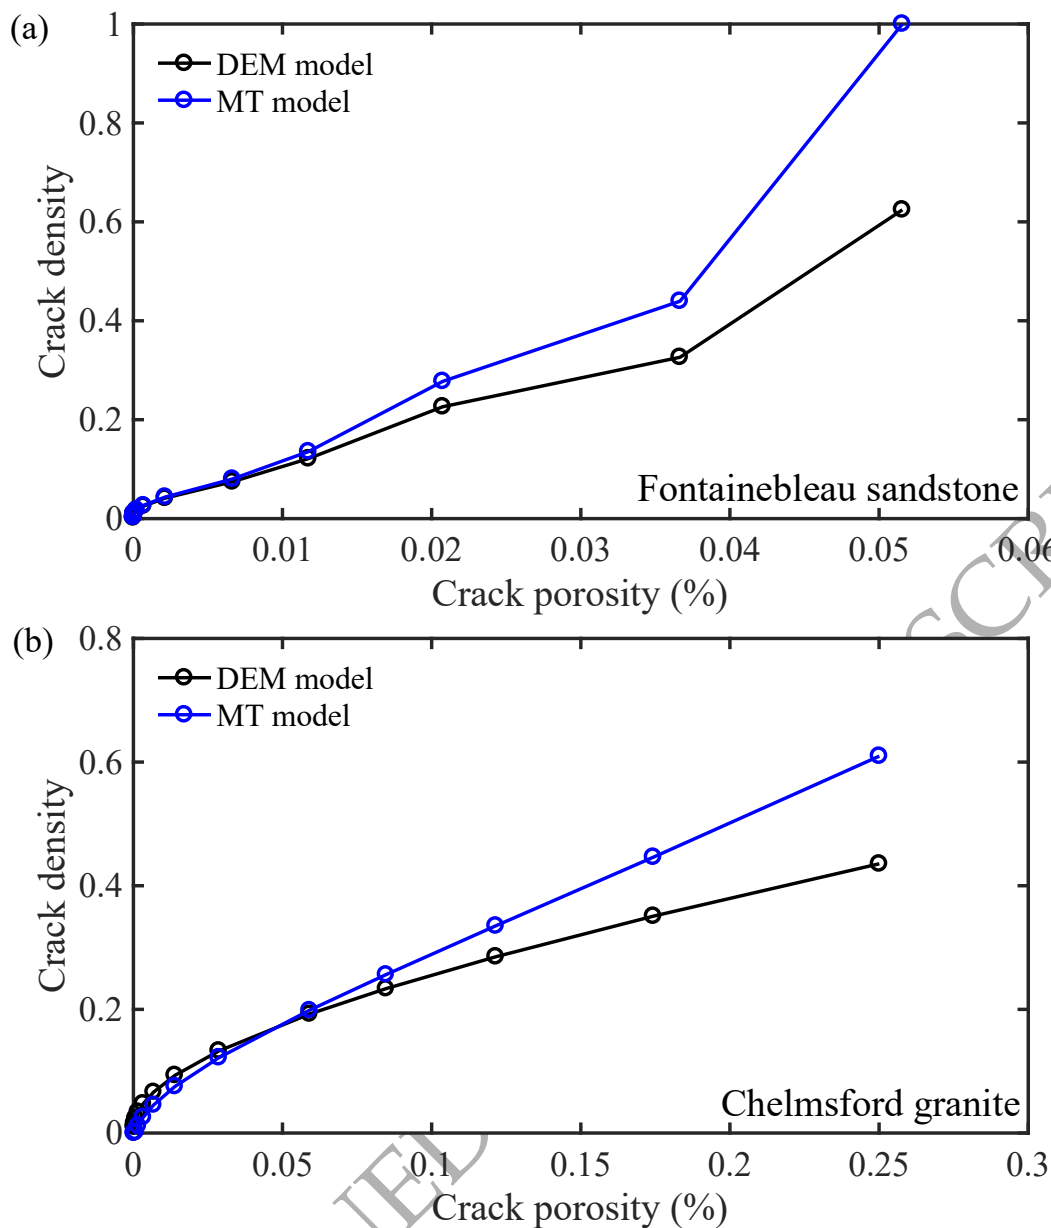 (a)
1
0.8
0.6
0.4
0.2
0
Crack density
DEM model
MT model
Fontainebleau sandstone
0 0.01 0.02 0.03 0.04 0.05 0.06
Crack porosity (%)
(b)
0.8
0.6
0.4
0.2
0
Crack density
DEM model
MT model
Chelmsford granite
0 0.05 0.1 0.15 0.2 0.25 0.3
Crack porosity (%)